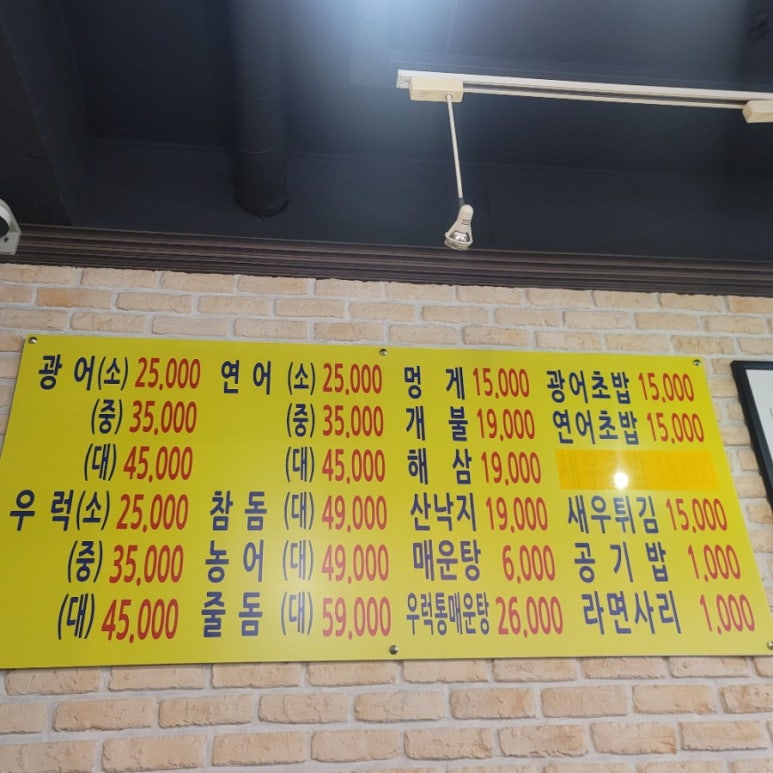 광어(소) 25,000
(중) 35,000
(대) 45,000
우럭(소) 25,000
(중) 35,000
(대) 45,000
연어 (소) 25,000
(중) 35,000
(대) 45,000
참돔 (대) 49,000
농어 (대) 49,000
줄돔 (대) 59,000
멍게 15,000
개불 19,000
해삼 19,000
산낙지 19,000
매운탕 6,000
우럭통매운탕 26,000
광어초밥 15,000
연어초밥 15,000
새우튀김 15,000
공기밥 1,000
라면사리 1,000